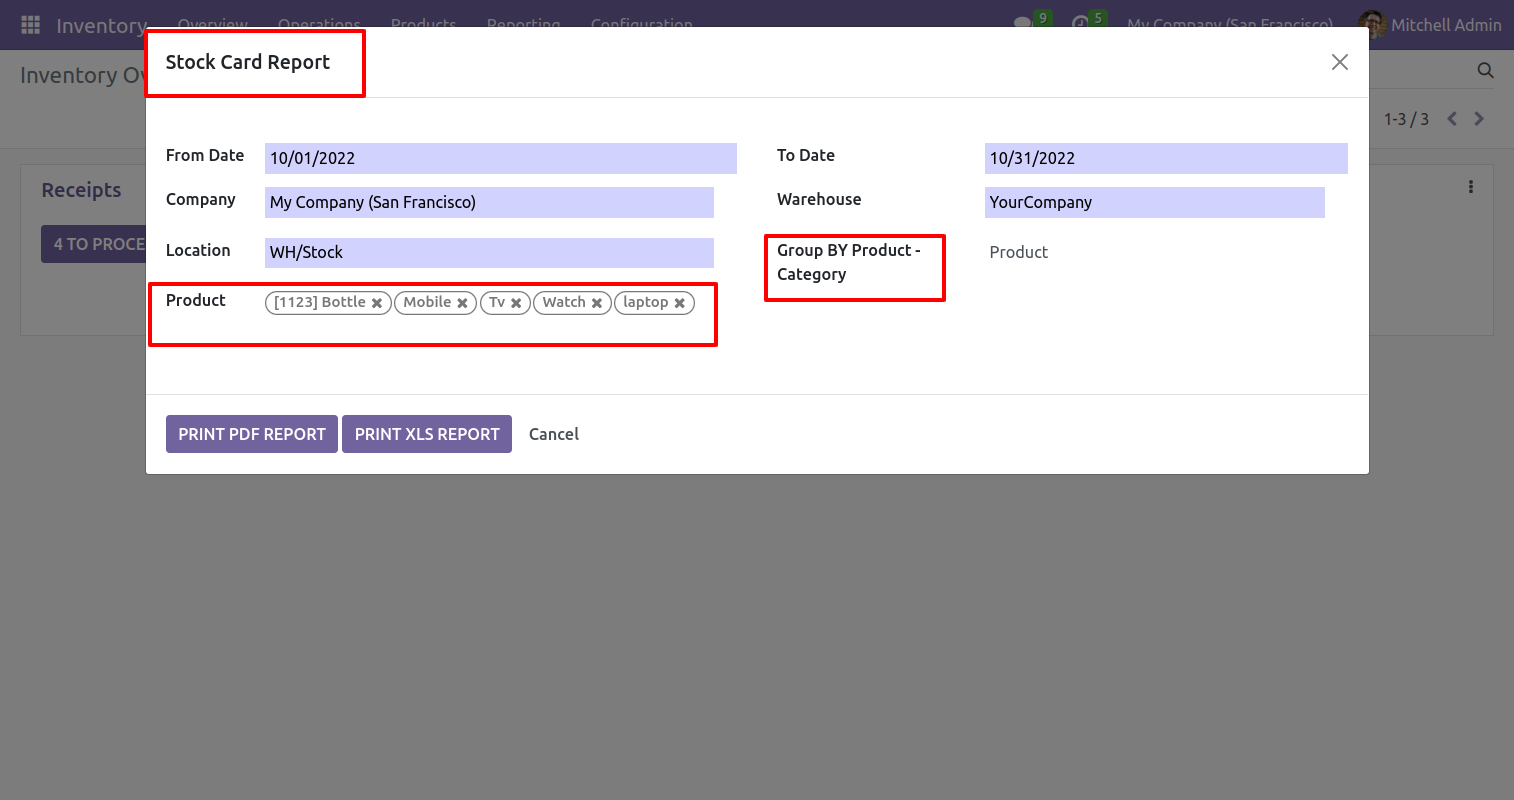 Inventory Overview Operations Products Reporting Configuration 9 5 My Company (San Francisco) Mitchell Admin
Stock Card Report
Inventory Ov
1-3 / 3
From Date 10/01/2022 To Date 10/31/2022
Receipts
Company My Company (San Francisco) Warehouse YourCompany
4 TO PROCE
Location WH/Stock Group BY Product - Product
Category
Product [1123] Bottle Mobile Tv Watch laptop
PRINT PDF REPORT PRINT XLS REPORT Cancel